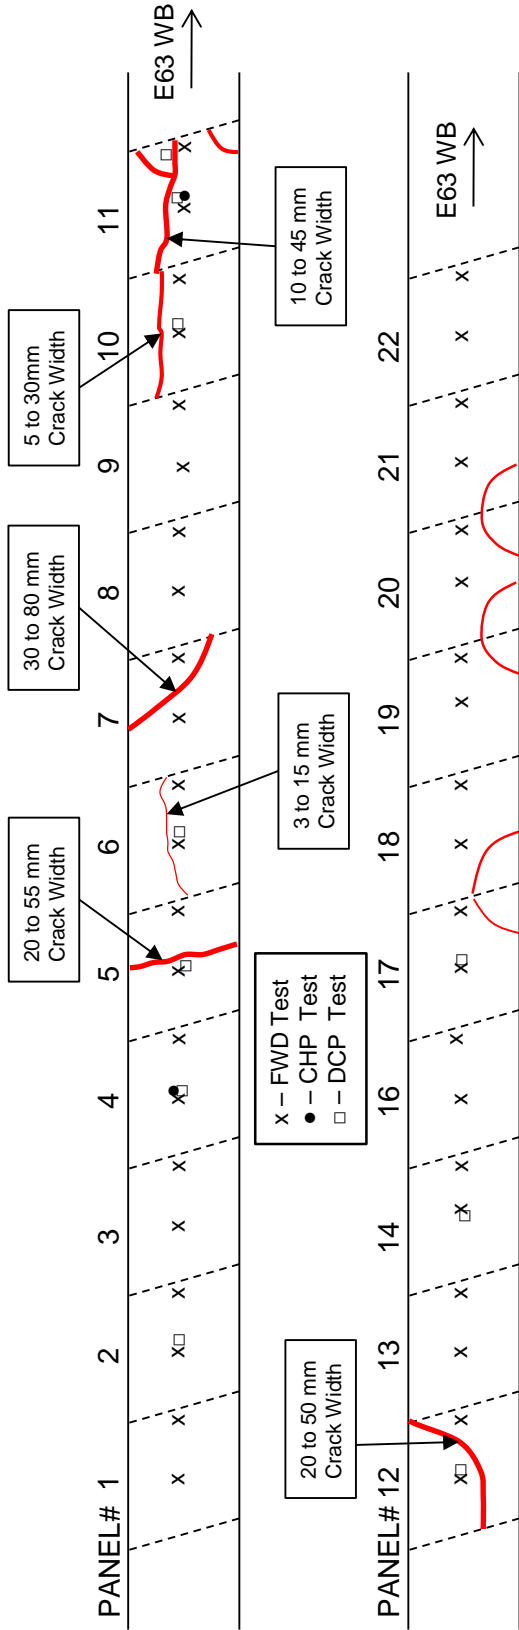 20 to 55 mm
Crack Width
30 to 80 mm
Crack Width
5 to 30mm
Crack Width
PANEL# 1 2 3 4 5 6 7 8 9 10 11
E63 WB
3 to 15 mm
Crack Width
10 to 45 mm
Crack Width
x – FWD Test
● – CHP Test
□ – DCP Test
20 to 50 mm
Crack Width
PANEL# 12 13 14 16 17 18 19 20 21 22
E63 WB